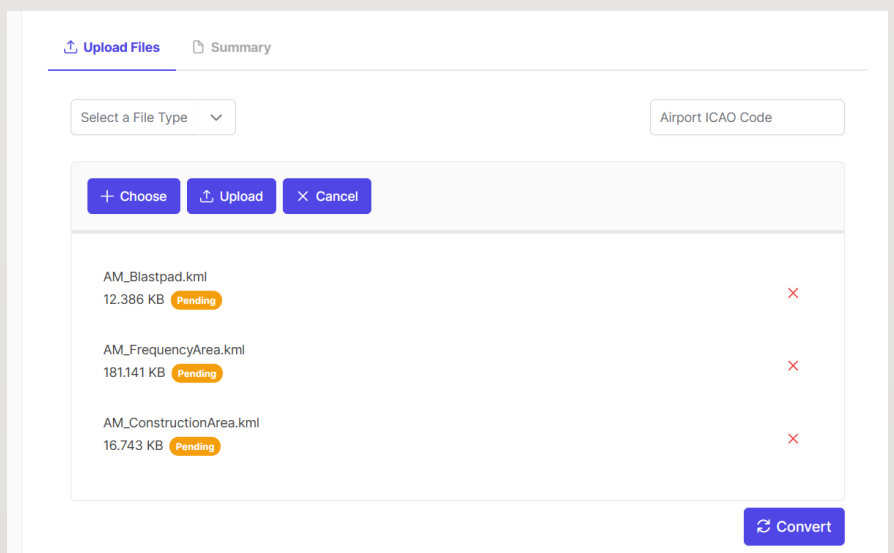 Upload Files
Summary
Select a File Type
Airport ICAO Code
Choose
Upload
Cancel
AM_Blastpad.kml
12.386 KB Pending
AM_FrequencyArea.kml
181.141 KB Pending
AM_ConstructionArea.kml
16.743 KB Pending
Convert